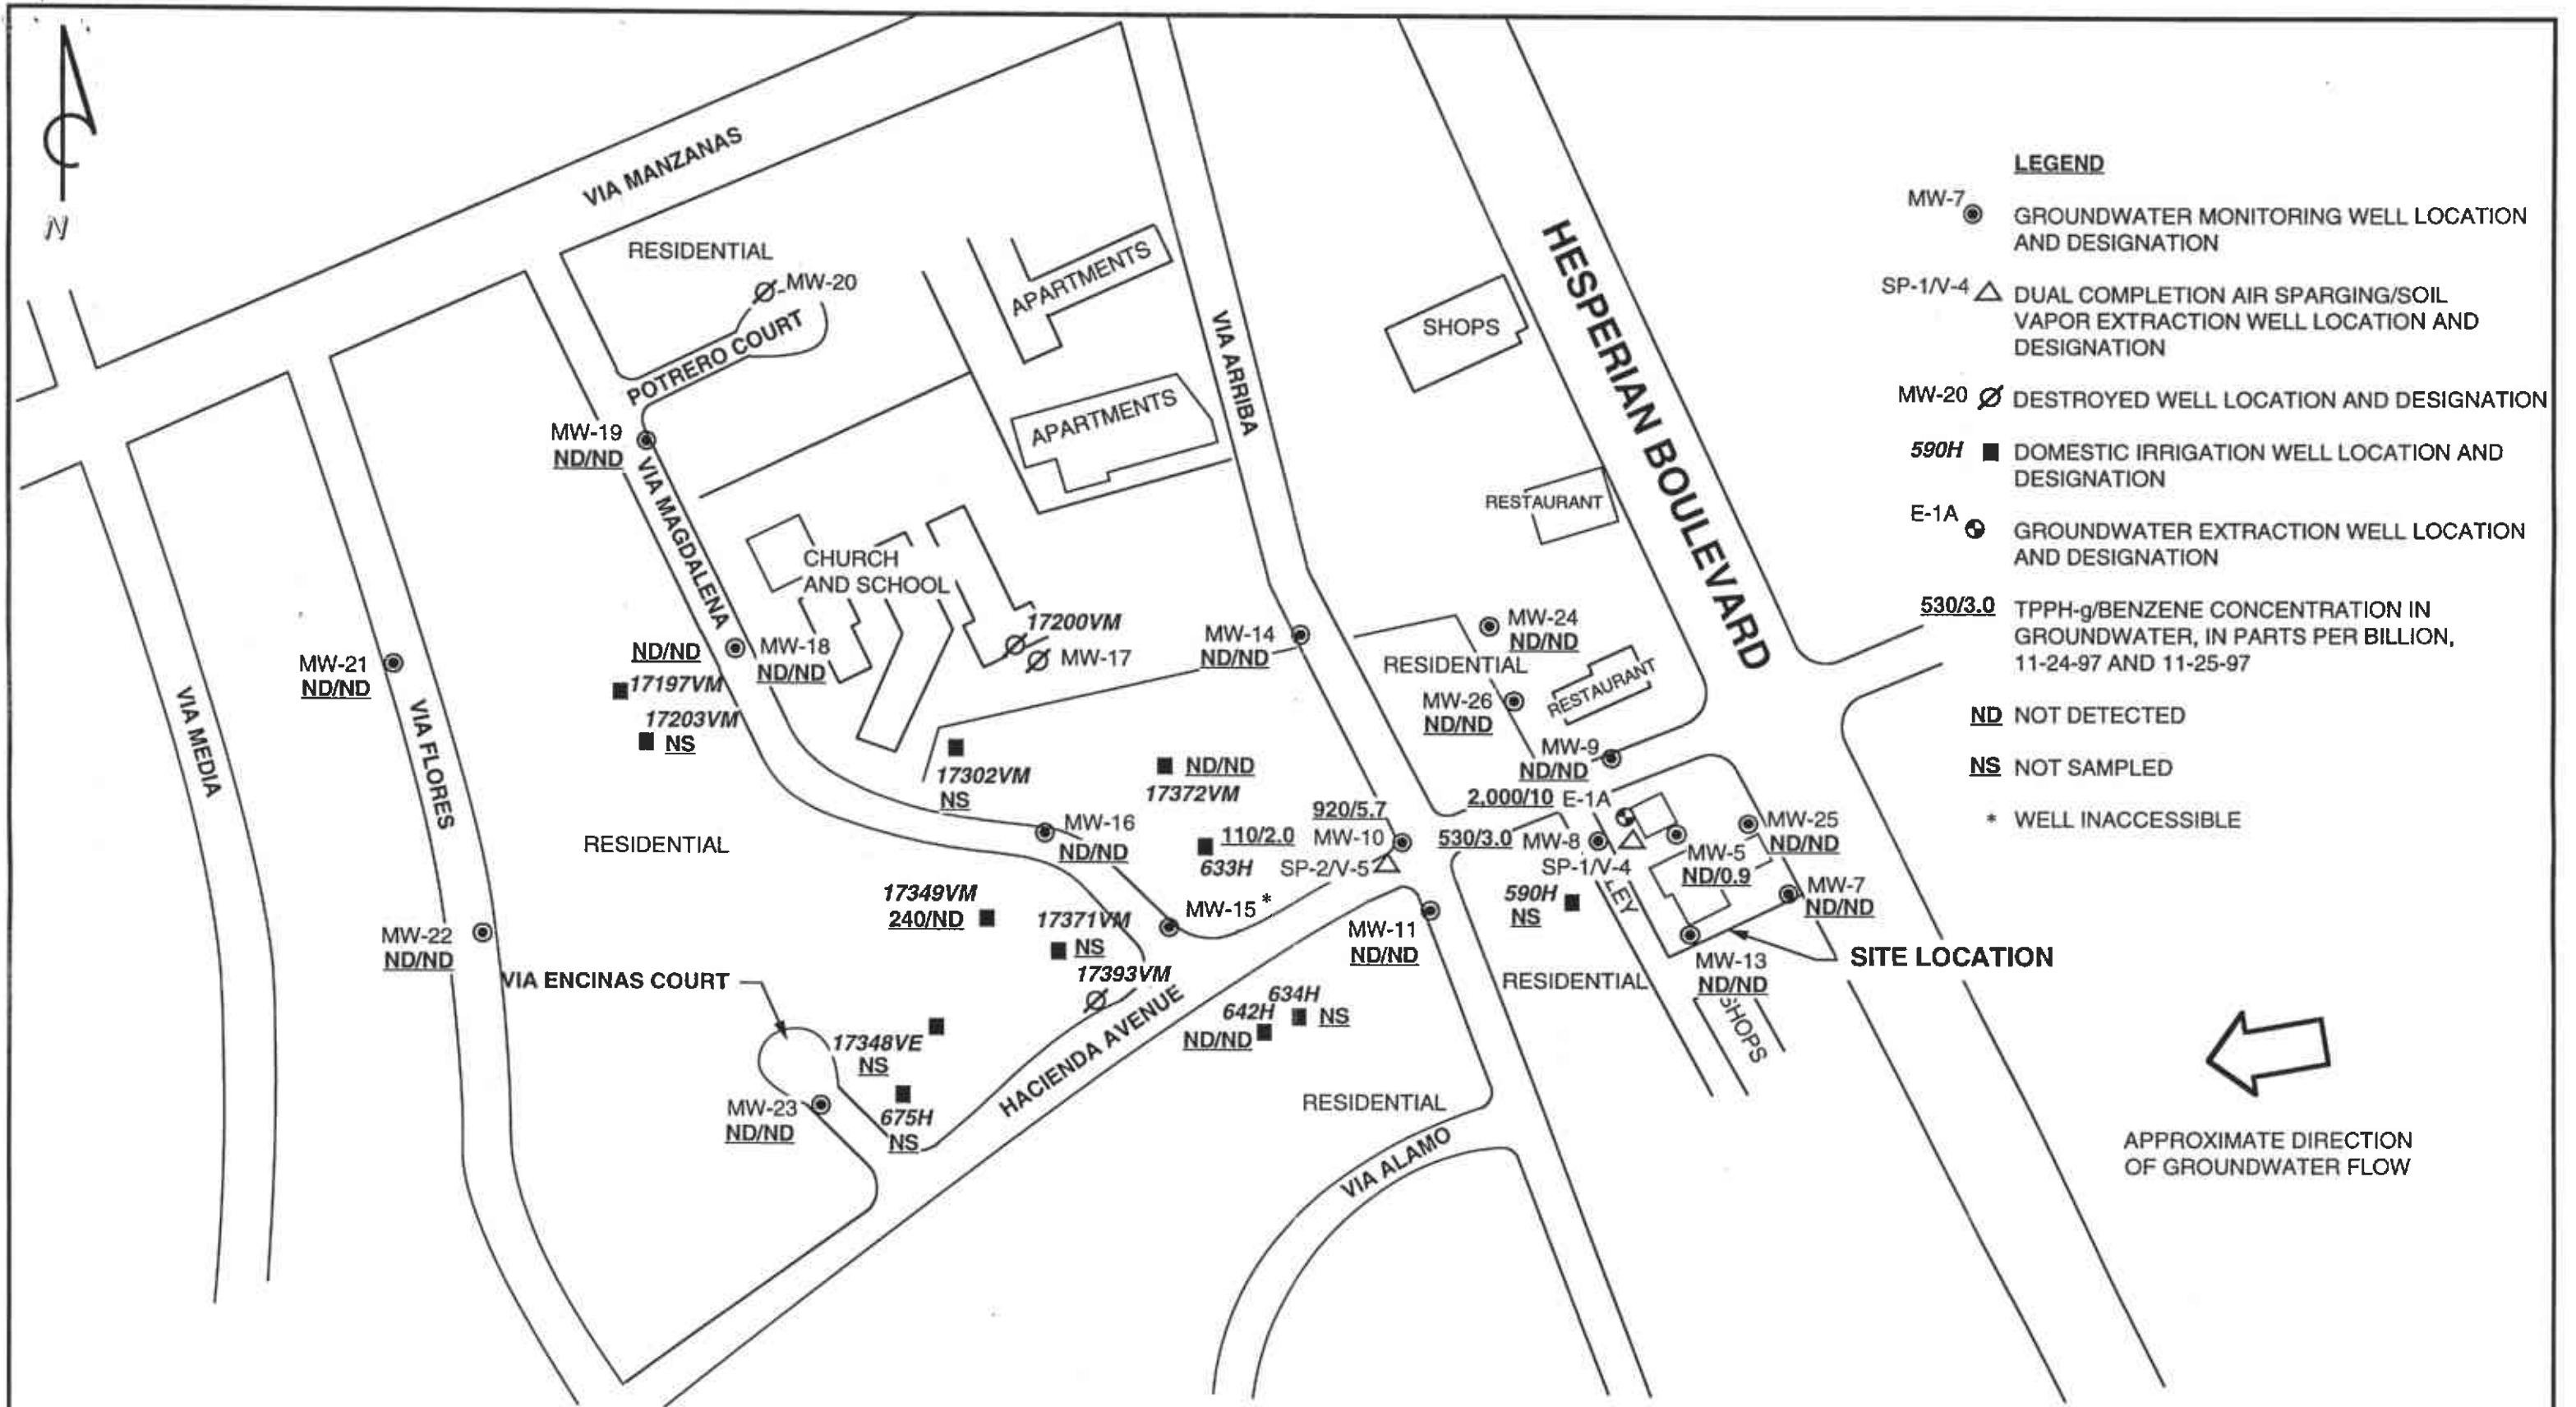 N
VIA MANZANAS
RESIDENTIAL
MW-20
POTRERO COURT
APARTMENTS
APARTMENTS
VIA ARRIBA
SHOPS
HESPERIAN BOULEVARD
RESTAURANT
MW-19
ND/ND
VIA MAGDALENA
CHURCH
AND SCHOOL
17200VM
MW-17
MW-18
ND/ND
ND/ND
17197VM
17203VM
NS
MW-21
ND/ND
VIA MEDIA
VIA FLORES
MW-14
ND/ND
MW-24
ND/ND
RESIDENTIAL
RESTAURANT
MW-26
ND/ND
MW-9
ND/ND
17302VM
NS
ND/ND
17372VM
RESIDENTIAL
MW-16
ND/ND
110/2.0
633H
920/5.7
MW-10
SP-2/V-5
2,000/10 E-1A
530/3.0 MW-8
SP-1/V-4
MW-25
ND/ND
MW-5
ND/0.9
MW-7
ND/ND
590H
NS
LEY
17349VM
240/ND
17371VM
NS
MW-15 *
MW-11
ND/ND
17393VM
MW-22
ND/ND
VIA ENCINAS COURT
RESIDENTIAL
MW-13
ND/ND
SITE LOCATION
SHOPS
634H
NS
642H
ND/ND
HACIENDA AVENUE
17348VE
NS
675H
NS
MW-23
ND/ND
RESIDENTIAL
VIA ALAMO
LEGEND
MW-7
GROUNDWATER MONITORING WELL LOCATION
AND DESIGNATION
SP-1/V-4
DUAL COMPLETION AIR SPARGING/SOIL
VAPOR EXTRACTION WELL LOCATION AND
DESIGNATION
MW-20
DESTROYED WELL LOCATION AND DESIGNATION
590H
DOMESTIC IRRIGATION WELL LOCATION AND
DESIGNATION
E-1A
GROUNDWATER EXTRACTION WELL LOCATION
AND DESIGNATION
530/3.0
TPPH-g/BENZENE CONCENTRATION IN
GROUNDWATER, IN PARTS PER BILLION,
11-24-97 AND 11-25-97
ND NOT DETECTED
NS NOT SAMPLED
* WELL INACCESSIBLE
APPROXIMATE DIRECTION
OF GROUNDWATER FLOW